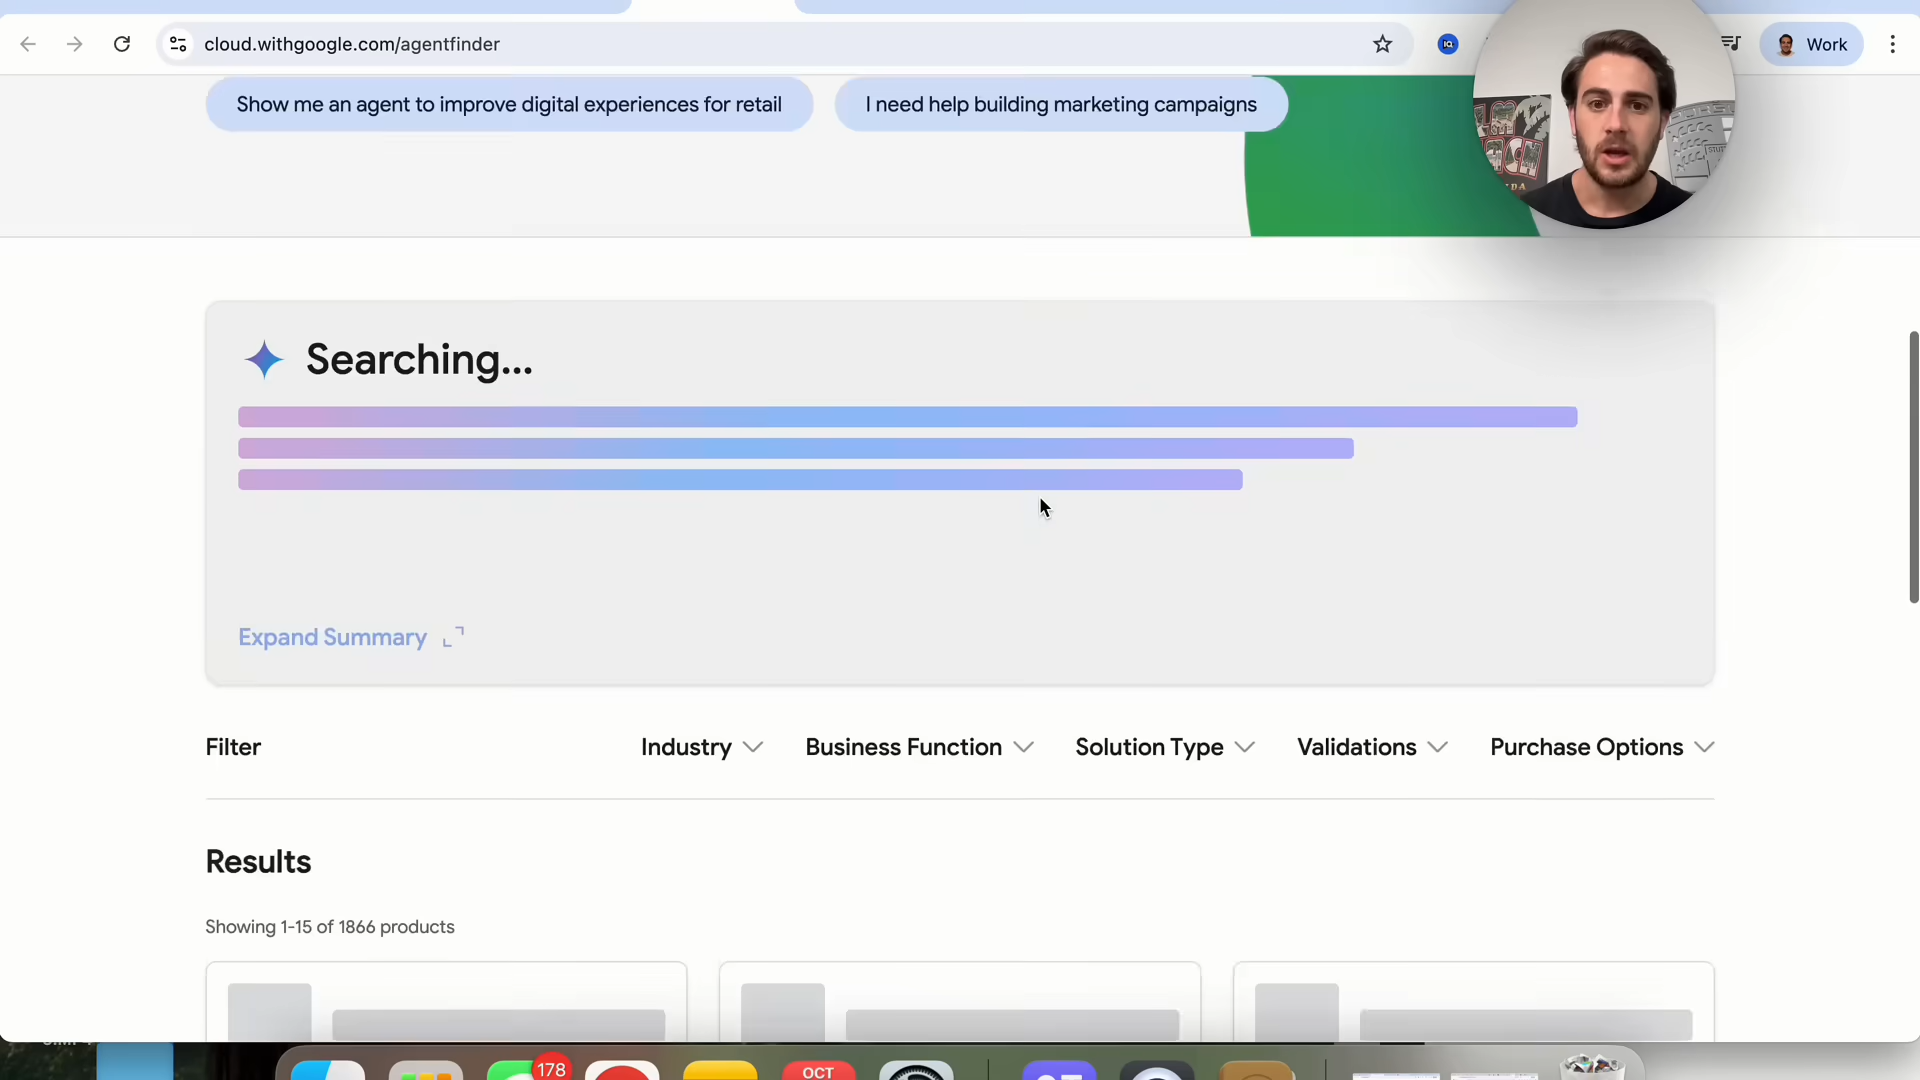 cloud.withgoogle.com/agentfinder
Work
Show me an agent to improve digital experiences for retail
I need help building marketing campaigns
Searching...
Expand Summary
Filter
Industry
Business Function
Solution Type
Validations
Purchase Options
Results
Showing 1-15 of 1866 products
178
OCT